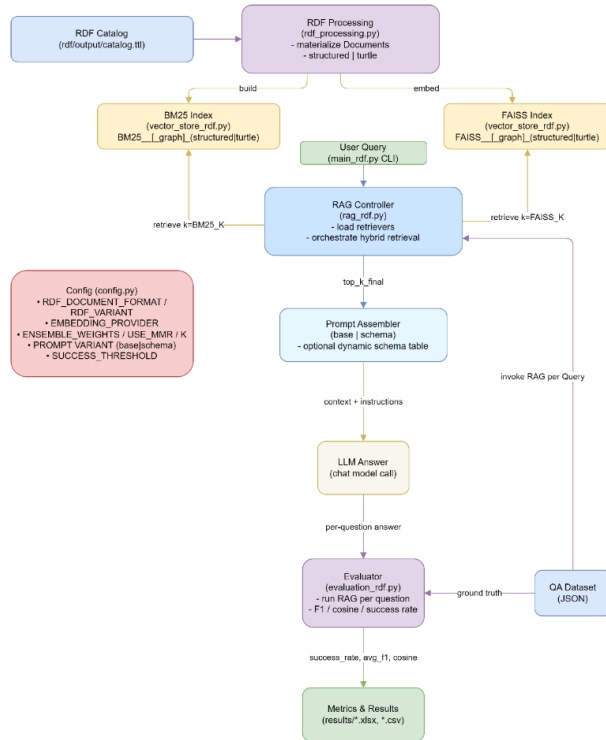 RDF Catalog
(rdf/output/catalog.ttl)
RDF Processing
(rdf_processing.py)
- materialize Documents
- structured | turtle
build
embed
BM25 Index
(vector_store_rdf.py)
BM25__[_graph]_(structured|turtle)
FAISS Index
(vector_store_rdf.py)
FAISS__[_graph]_(structured|turtle)
User Query
(main_rdf.py CLI)
retrieve k=BM25_K
retrieve k=FAISS_K
RAG Controller
(rag_rdf.py)
- load retrievers
- orchestrate hybrid retrieval
top_k_final
Config (config.py)
• RDF_DOCUMENT_FORMAT /
RDF_VARIANT
• EMBEDDING_PROVIDER
• ENSEMBLE_WEIGHTS / USE_MMR / K
• PROMPT VARIANT (base|schema)
• SUCCESS_THRESHOLD
Prompt Assembler
(base | schema)
- optional dynamic schema table
invoke RAG per Query
context + instructions
LLM Answer
(chat model call)
per-question answer
Evaluator
(evaluation_rdf.py)
- run RAG per question
- F1 / cosine / success rate
ground truth
QA Dataset
(JSON)
success_rate, avg_f1, cosine
Metrics & Results
(results/*.xlsx, *.csv)